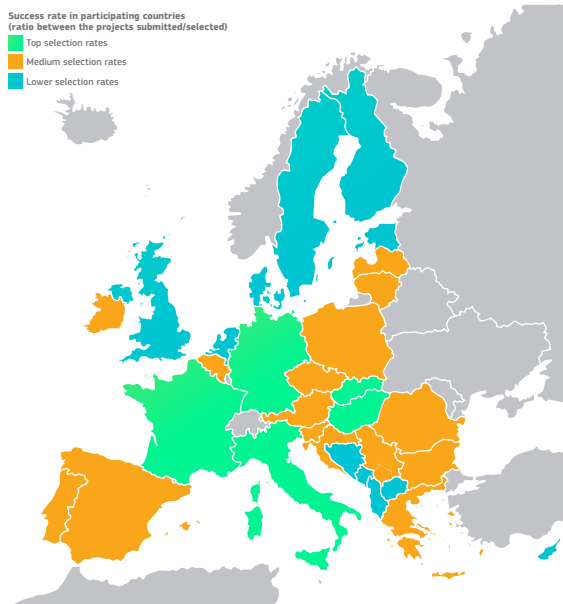 Success rate in participating countries
(ratio between the projects submitted/selected)
Top selection rates
Medium selection rates
Lower selection rates